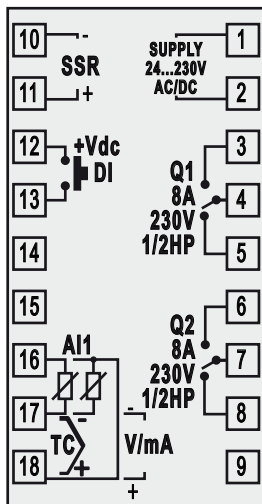 10 - SUPPLY 1
SSR 24...230V
11 + AC/DC 2
12 +Vdc 3
DI Q1
13 8A 4
230V
14 1/2HP 5
15 6
Q2
16 AI1 8A 7
230V
17 - - 1/2HP 8
TC V/mA
18 + + 9